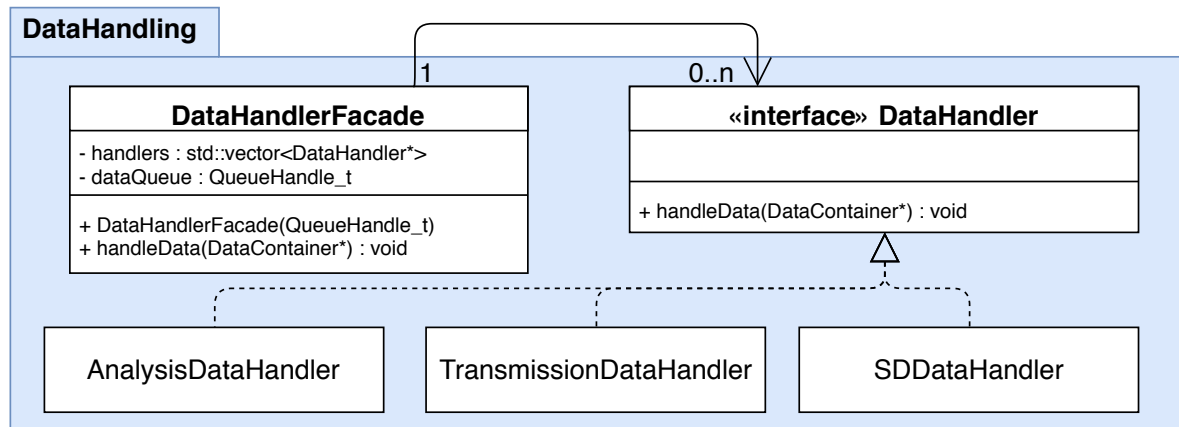 DataHandling
1
0..n
DataHandlerFacade
- handlers : std::vector<DataHandler*>
- dataQueue : QueueHandle_t
+ DataHandlerFacade(QueueHandle_t)
+ handleData(DataContainer*) : void
«interface» DataHandler
+ handleData(DataContainer*) : void
AnalysisDataHandler
TransmissionDataHandler
SDDataHandler